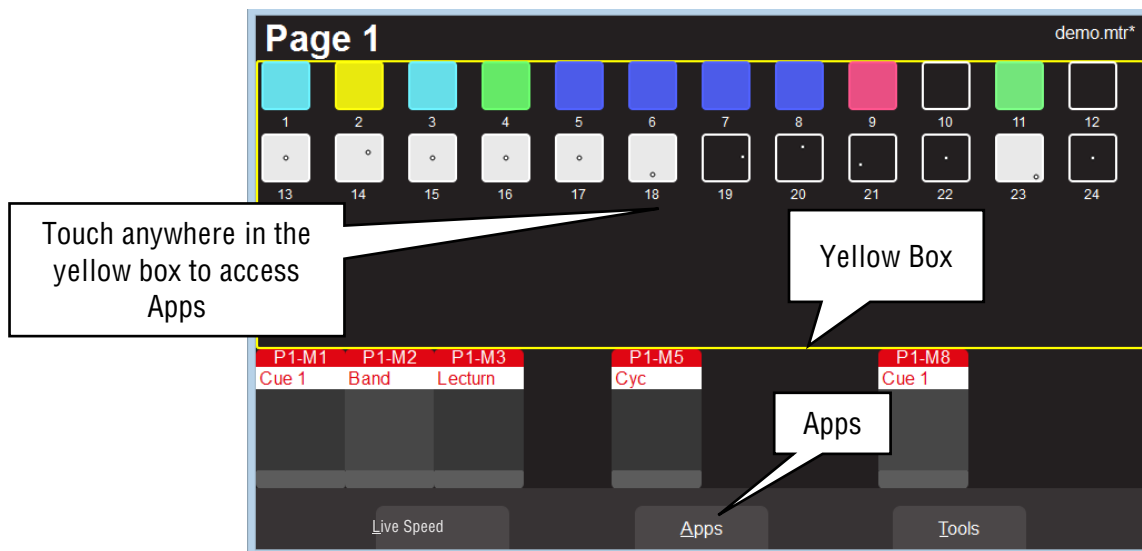 Page 1 demo.mtr*
1 2 3 4 5 6 7 8 9 10 11 12
13 14 15 16 17 18 19 20 21 22 23 24
Touch anywhere in the
yellow box to access
Apps
Yellow Box
P1-M1 P1-M2 P1-M3 P1-M5 P1-M8
Cue 1 Band Lecturn Cyc Cue 1
Apps
Live Speed Apps Tools